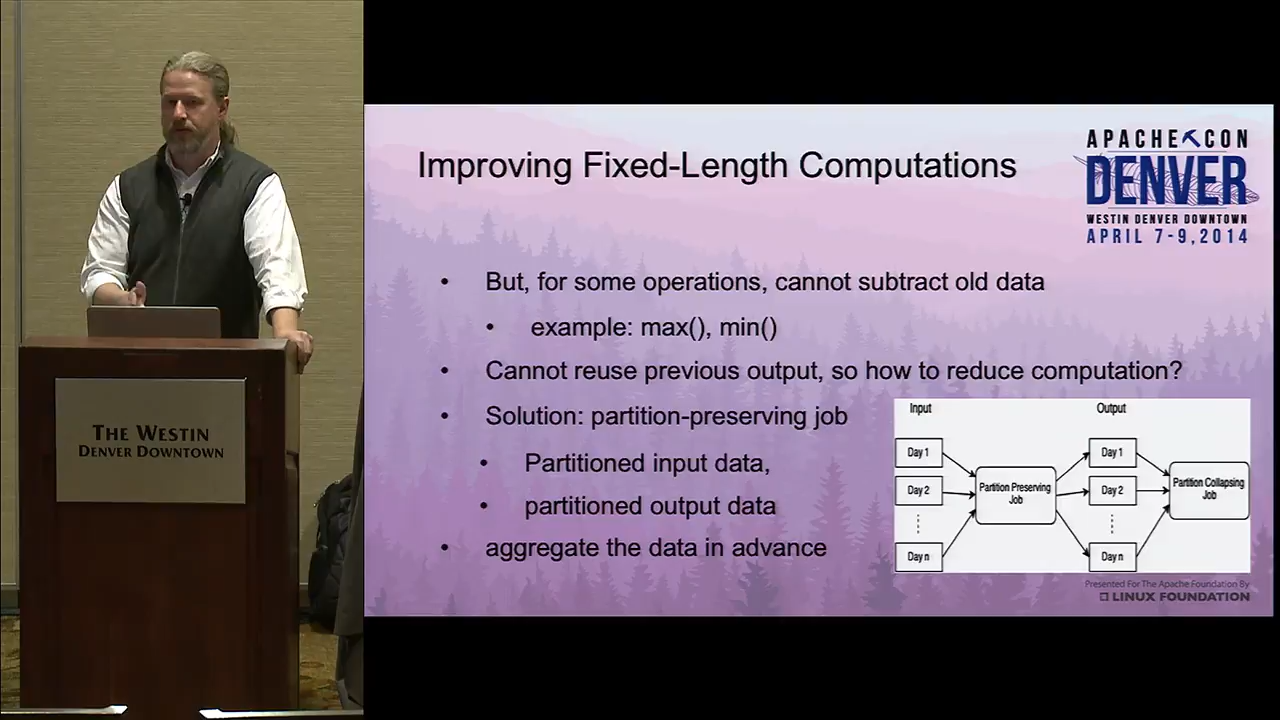 Improving Fixed-Length Computations
APACHE CON
DENVER
WESTIN DENVER DOWNTOWN
APRIL 7-9, 2014
• But, for some operations, cannot subtract old data
• example: max(), min()
• Cannot reuse previous output, so how to reduce computation?
• Solution: partition-preserving job
• Partitioned input data,
• partitioned output data
• aggregate the data in advance
Input
Output
Day 1
Day 2
Day n
Partition Preserving
Job
Day 1
Day 2
Day n
Partition Collapsing
Job
Presented For The Apache Foundation By
LINUX FOUNDATION
THE WESTIN
DENVER DOWNTOWN